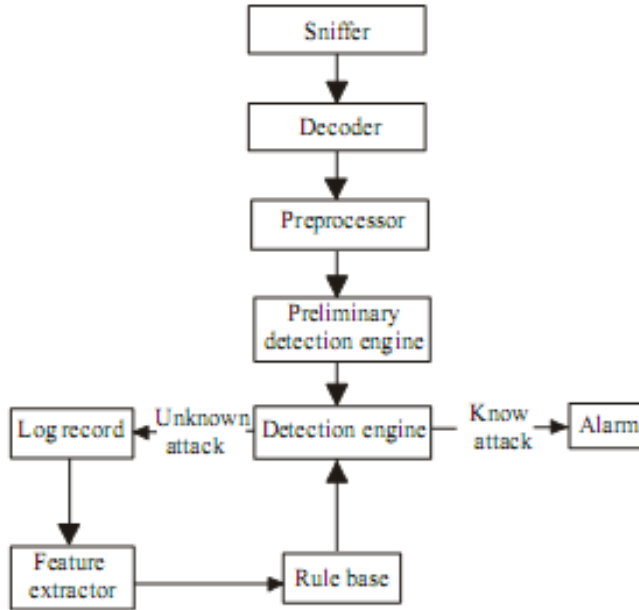 Sniffer
Decoder
Preprocessor
Preliminary
detection engine
Log record
Unknown
attack
Detection engine
Know
attack
Alarm
Feature
extractor
Rule base